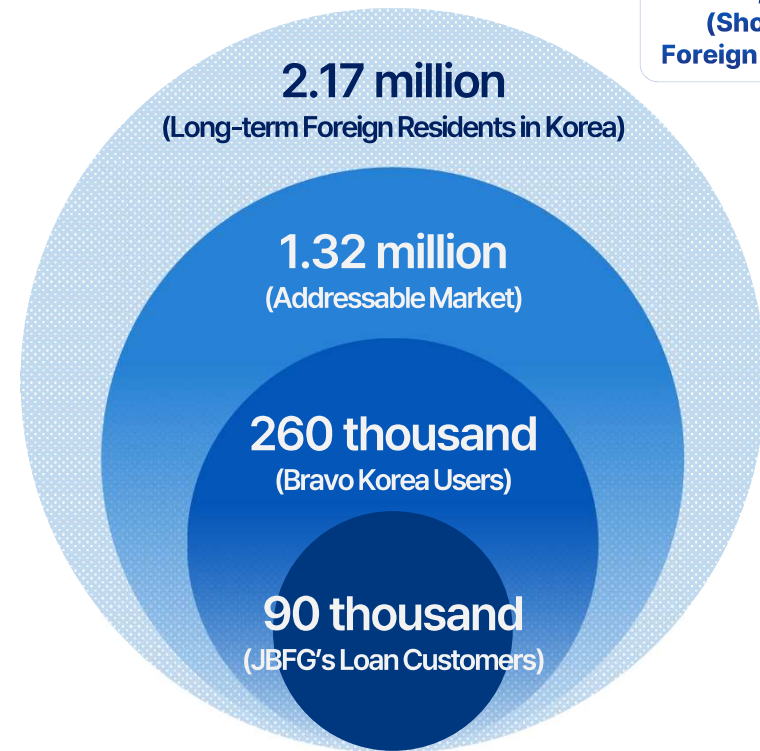 (Sho
Foreign
2.17 million
(Long-term Foreign Residents in Korea)
1.32 million
(Addressable Market)
260 thousand
(Bravo Korea Users)
90 thousand
(JBFG's Loan Customers)